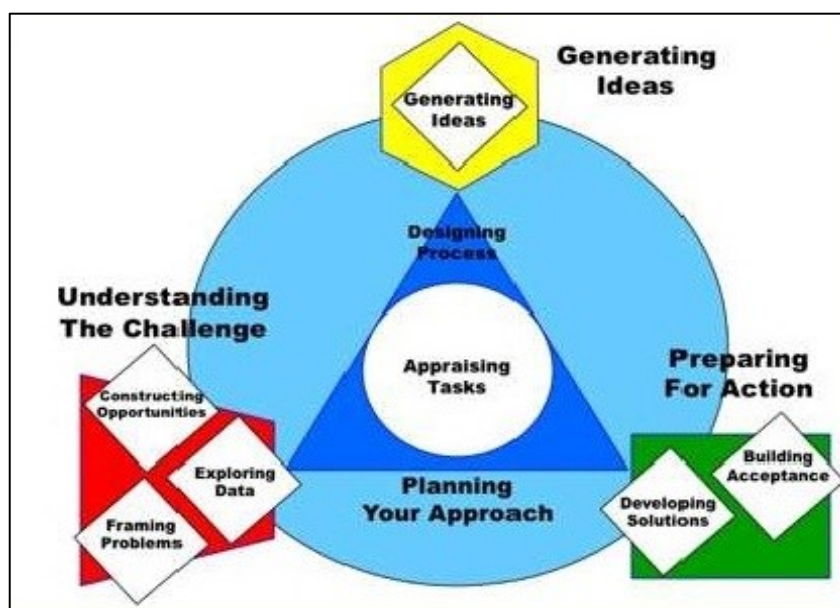 Generating
Ideas
Generating
Ideas
Designing
Process
Understanding
The Challenge
Appraising
Tasks
Preparing
For Action
Constructing
Opportunities
Exploring
Data
Framing
Problems
Planning
Your Approach
Building
Acceptance
Developing
Solutions